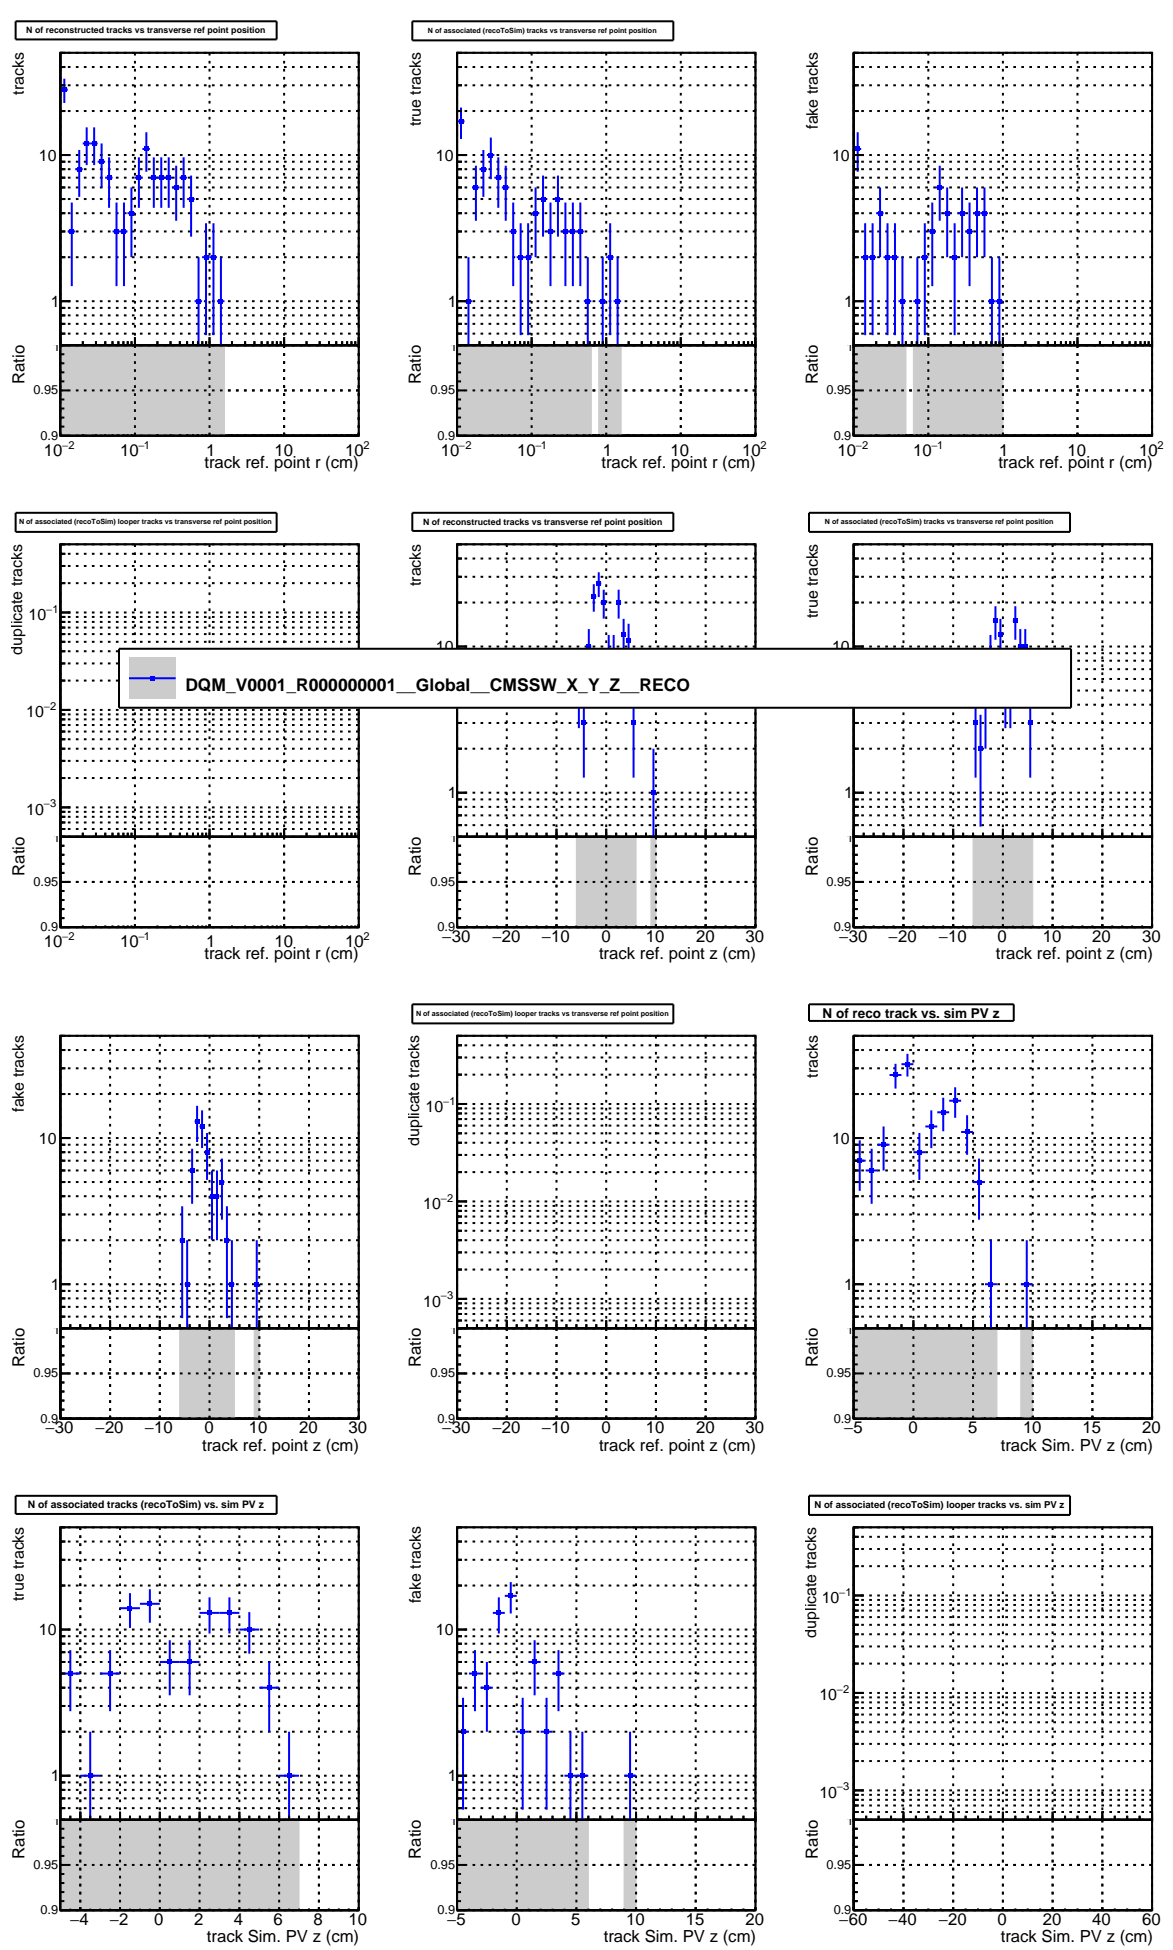 N of reconstructed tracks vs transverse ref point position
tracks
10
1
Ratio
1
0.95
0.9
10−2 10−1 1 10 102
track ref. point r (cm)
N of associated (recoToSim) tracks vs transverse ref point position
true tracks
10
1
Ratio
1
0.95
0.9
10−2 10−1 1 10 102
track ref. point r (cm)
fake tracks
10
1
Ratio
1
0.95
0.9
10−2 10−1 1 10 102
track ref. point r (cm)
N of associated (recoToSim) looper tracks vs transverse ref point position
duplicate tracks
10−1
10−2
10−3
Ratio
1
0.95
0.9
10−2 10−1 1 10 102
track ref. point r (cm)
N of reconstructed tracks vs transverse ref point position
tracks
10
1
Ratio
1
0.95
0.9
−30 −20 −10 0 10 20 30
track ref. point z (cm)
N of associated (recoToSim) tracks vs transverse ref point position
true tracks
1
Ratio
1
0.95
0.9
−30 −20 −10 0 10 20 30
track ref. point z (cm)
DQM_V0001_R000000001__Global__CMSSW_X_Y_Z__RECO
fake tracks
10
1
Ratio
1
0.95
0.9
−30 −20 −10 0 10 20 30
track ref. point z (cm)
N of associated (recoToSim) looper tracks vs transverse ref point position
duplicate tracks
10−1
10−2
10−3
Ratio
1
0.95
0.9
−30 −20 −10 0 10 20 30
track ref. point z (cm)
N of reco track vs. sim PV z
tracks
10
1
Ratio
1
0.95
0.9
−5 0 5 10 15 20
track Sim. PV z (cm)
N of associated tracks (recoToSim) vs. sim PV z
true tracks
10
1
Ratio
1
0.95
0.9
−4 −2 0 2 4 6 8 10
track Sim. PV z (cm)
fake tracks
10
1
Ratio
1
0.95
0.9
−5 0 5 10 15 20
track Sim. PV z (cm)
N of associated (recoToSim) looper tracks vs. sim PV z
duplicate tracks
10−1
10−2
10−3
Ratio
1
0.95
0.9
−60 −40 −20 0 20 40 60
track Sim. PV z (cm)